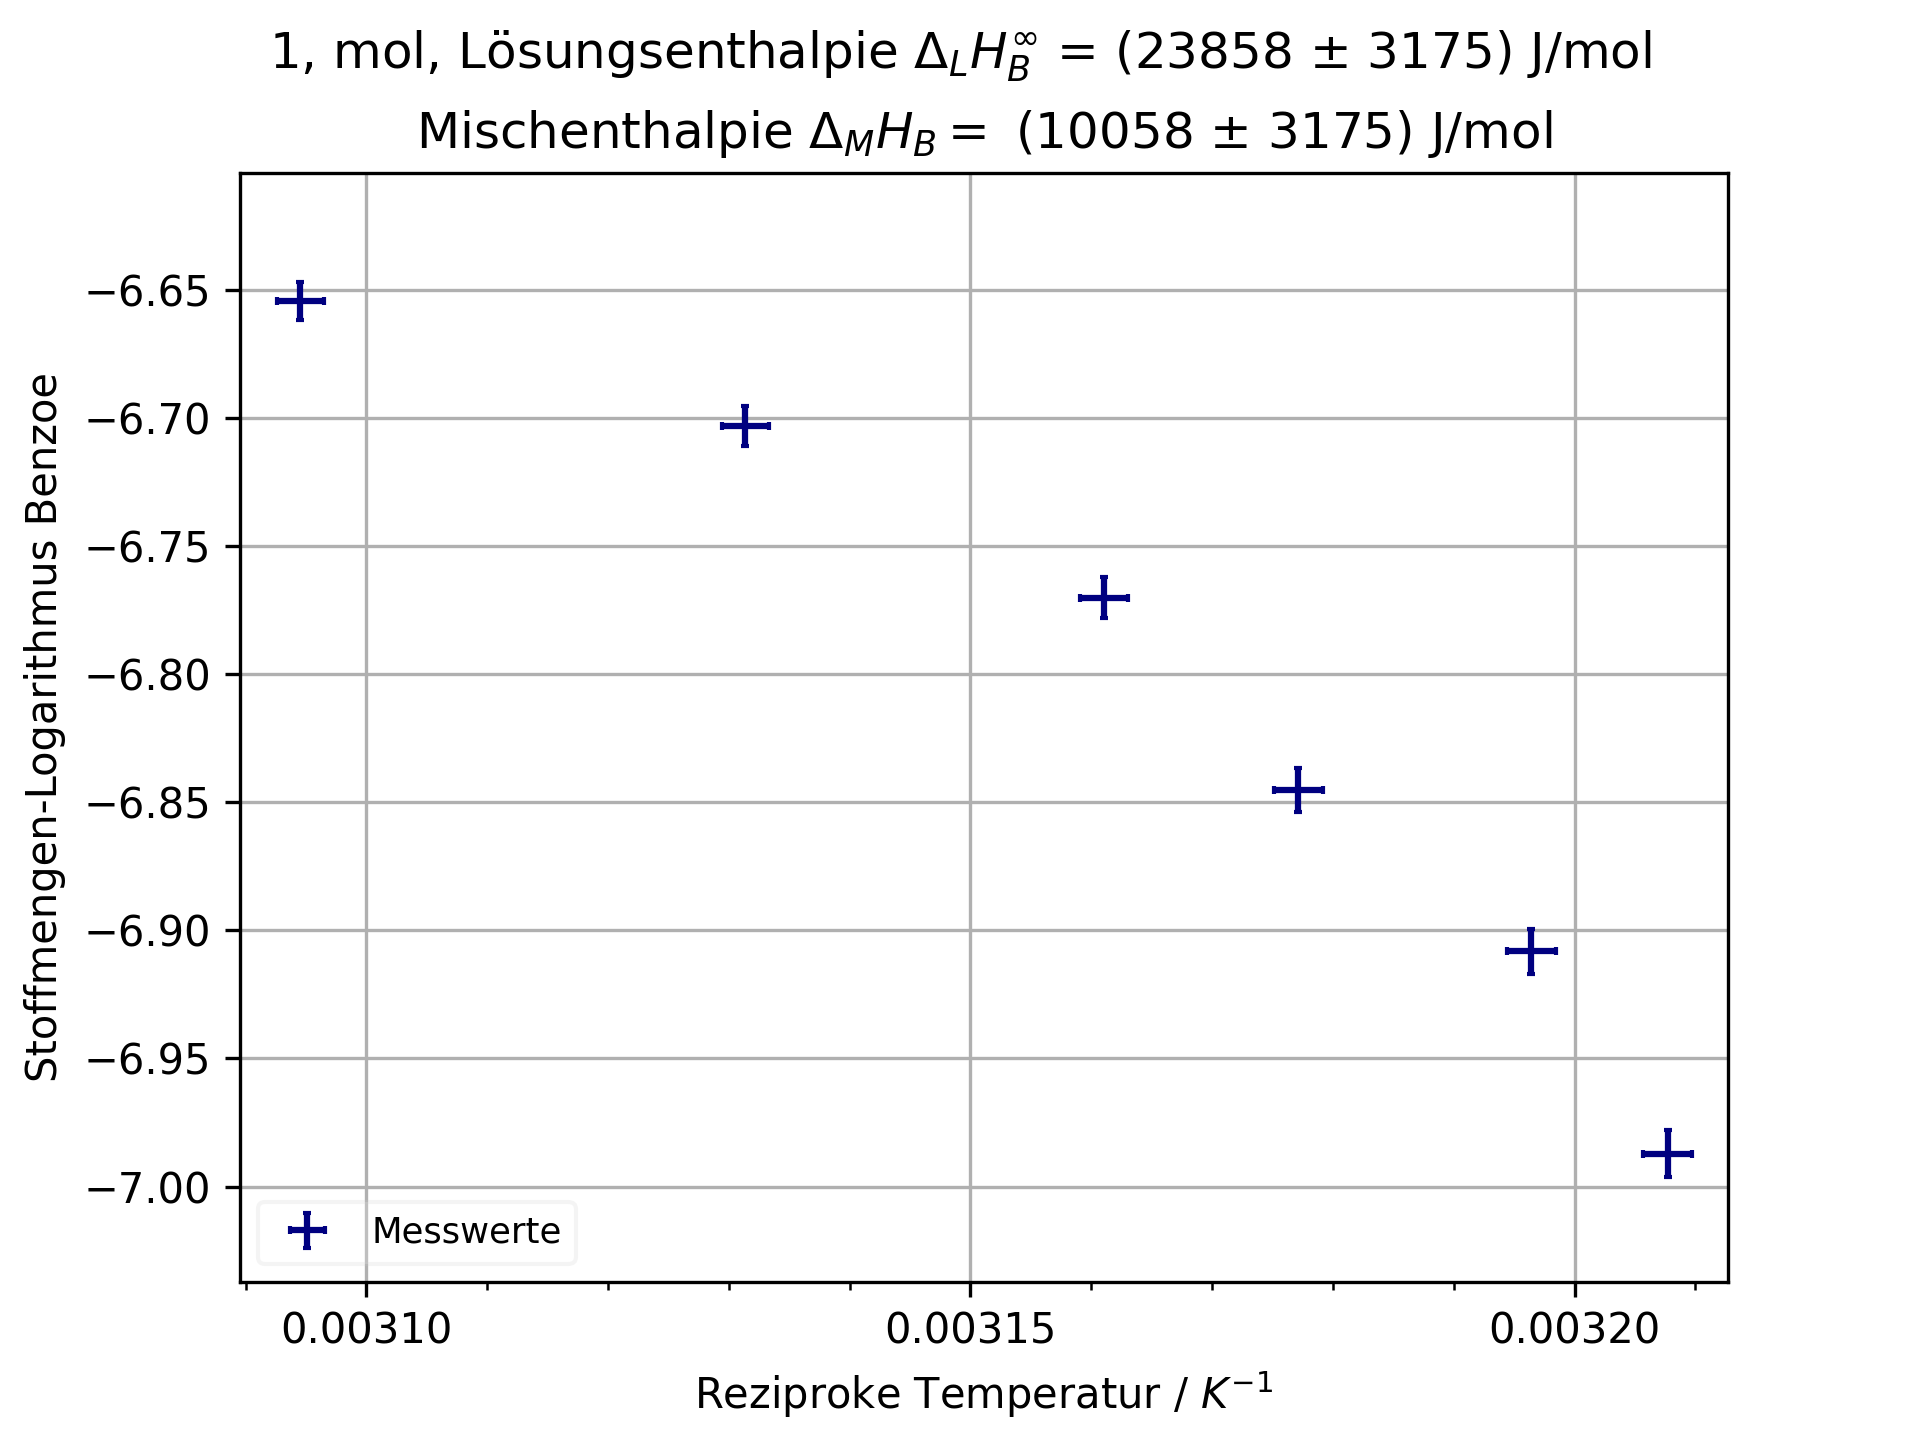 1, mol, Lösungsenthalpie Δ_L H_B^∞ = (23858 ± 3175) J/mol
Mischenthalpie Δ_M H_B = (10058 ± 3175) J/mol
Stoffmengen-Logarithmus Benzoe
−6.65
−6.70
−6.75
−6.80
−6.85
−6.90
−6.95
−7.00
Messwerte
0.00310 0.00315 0.00320
Reziproke Temperatur / K⁻¹